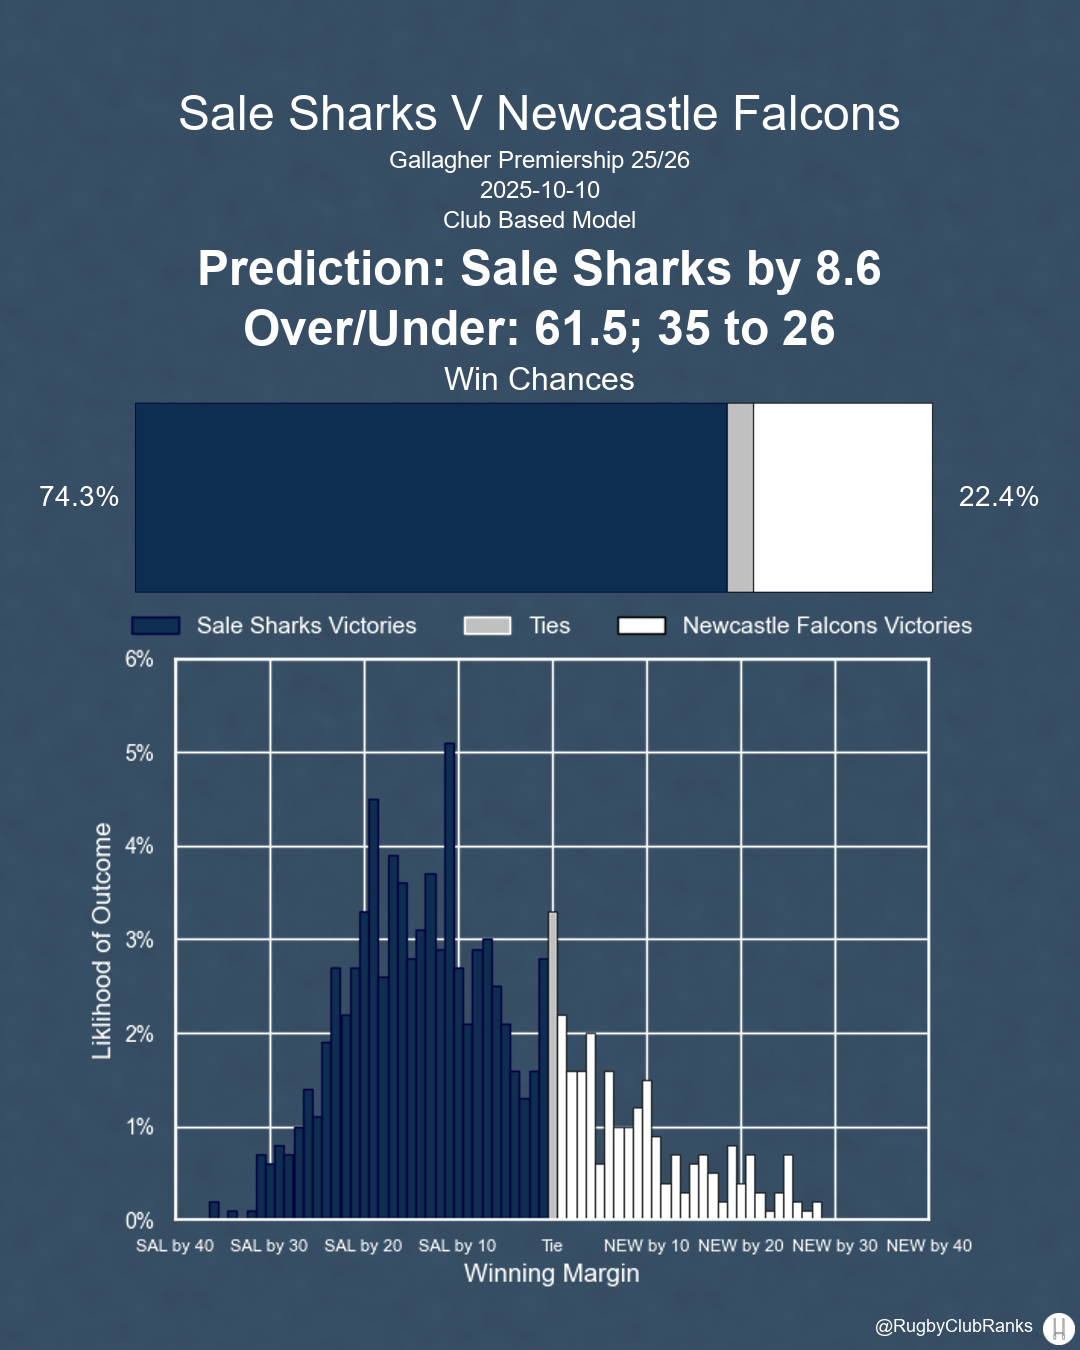 Sale Sharks V Newcastle Falcons
Gallagher Premiership 25/26
2025-10-10
Club Based Model
Prediction: Sale Sharks by 8.6
Over/Under: 61.5; 35 to 26
Win Chances
74.3%
22.4%
Sale Sharks Victories Ties Newcastle Falcons Victories
6%
5%
4%
3%
2%
1%
0%
Liklihood of Outcome
SAL by 40 SAL by 30 SAL by 20 SAL by 10 Tie NEW by 10 NEW by 20 NEW by 30 NEW by 40
Winning Margin
@RugbyClubRanks